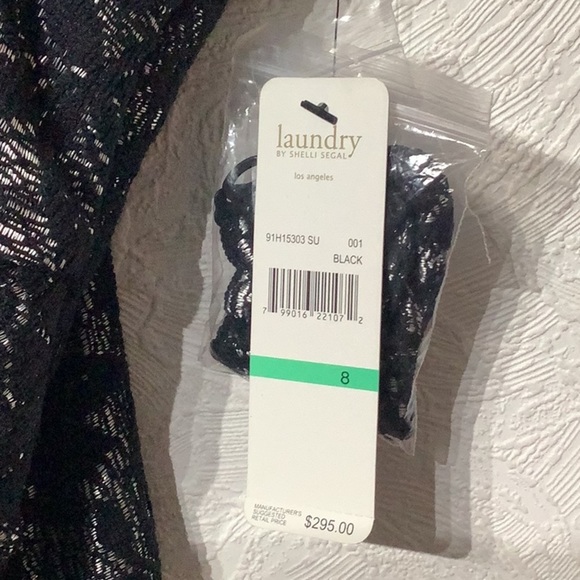 laundry
BY SHELLI SEGAL
los angeles
91H15303 SU 001
BLACK
7 99016 22107 2
8
MANUFACTURER'S
SUGGESTED
RETAIL PRICE $295.00